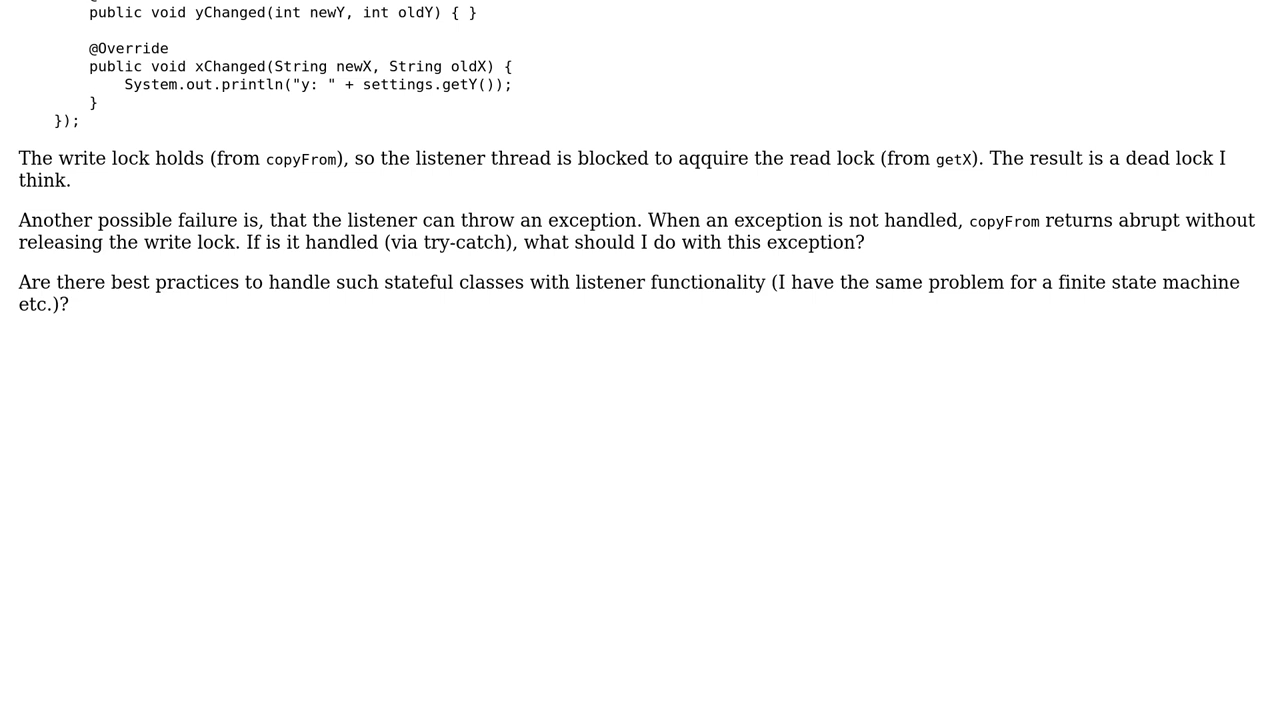 public void yChanged(int newY, int oldY) { }
@Override
public void xChanged(String newX, String oldX) {
System.out.println("y: " + settings.getY());
}
});
The write lock holds (from copyFrom), so the listener thread is blocked to aqquire the read lock (from getX). The result is a dead lock I
think.
Another possible failure is, that the listener can throw an exception. When an exception is not handled, copyFrom returns abrupt without
releasing the write lock. If is it handled (via try-catch), what should I do with this exception?
Are there best practices to handle such stateful classes with listener functionality (I have the same problem for a finite state machine
etc.)?